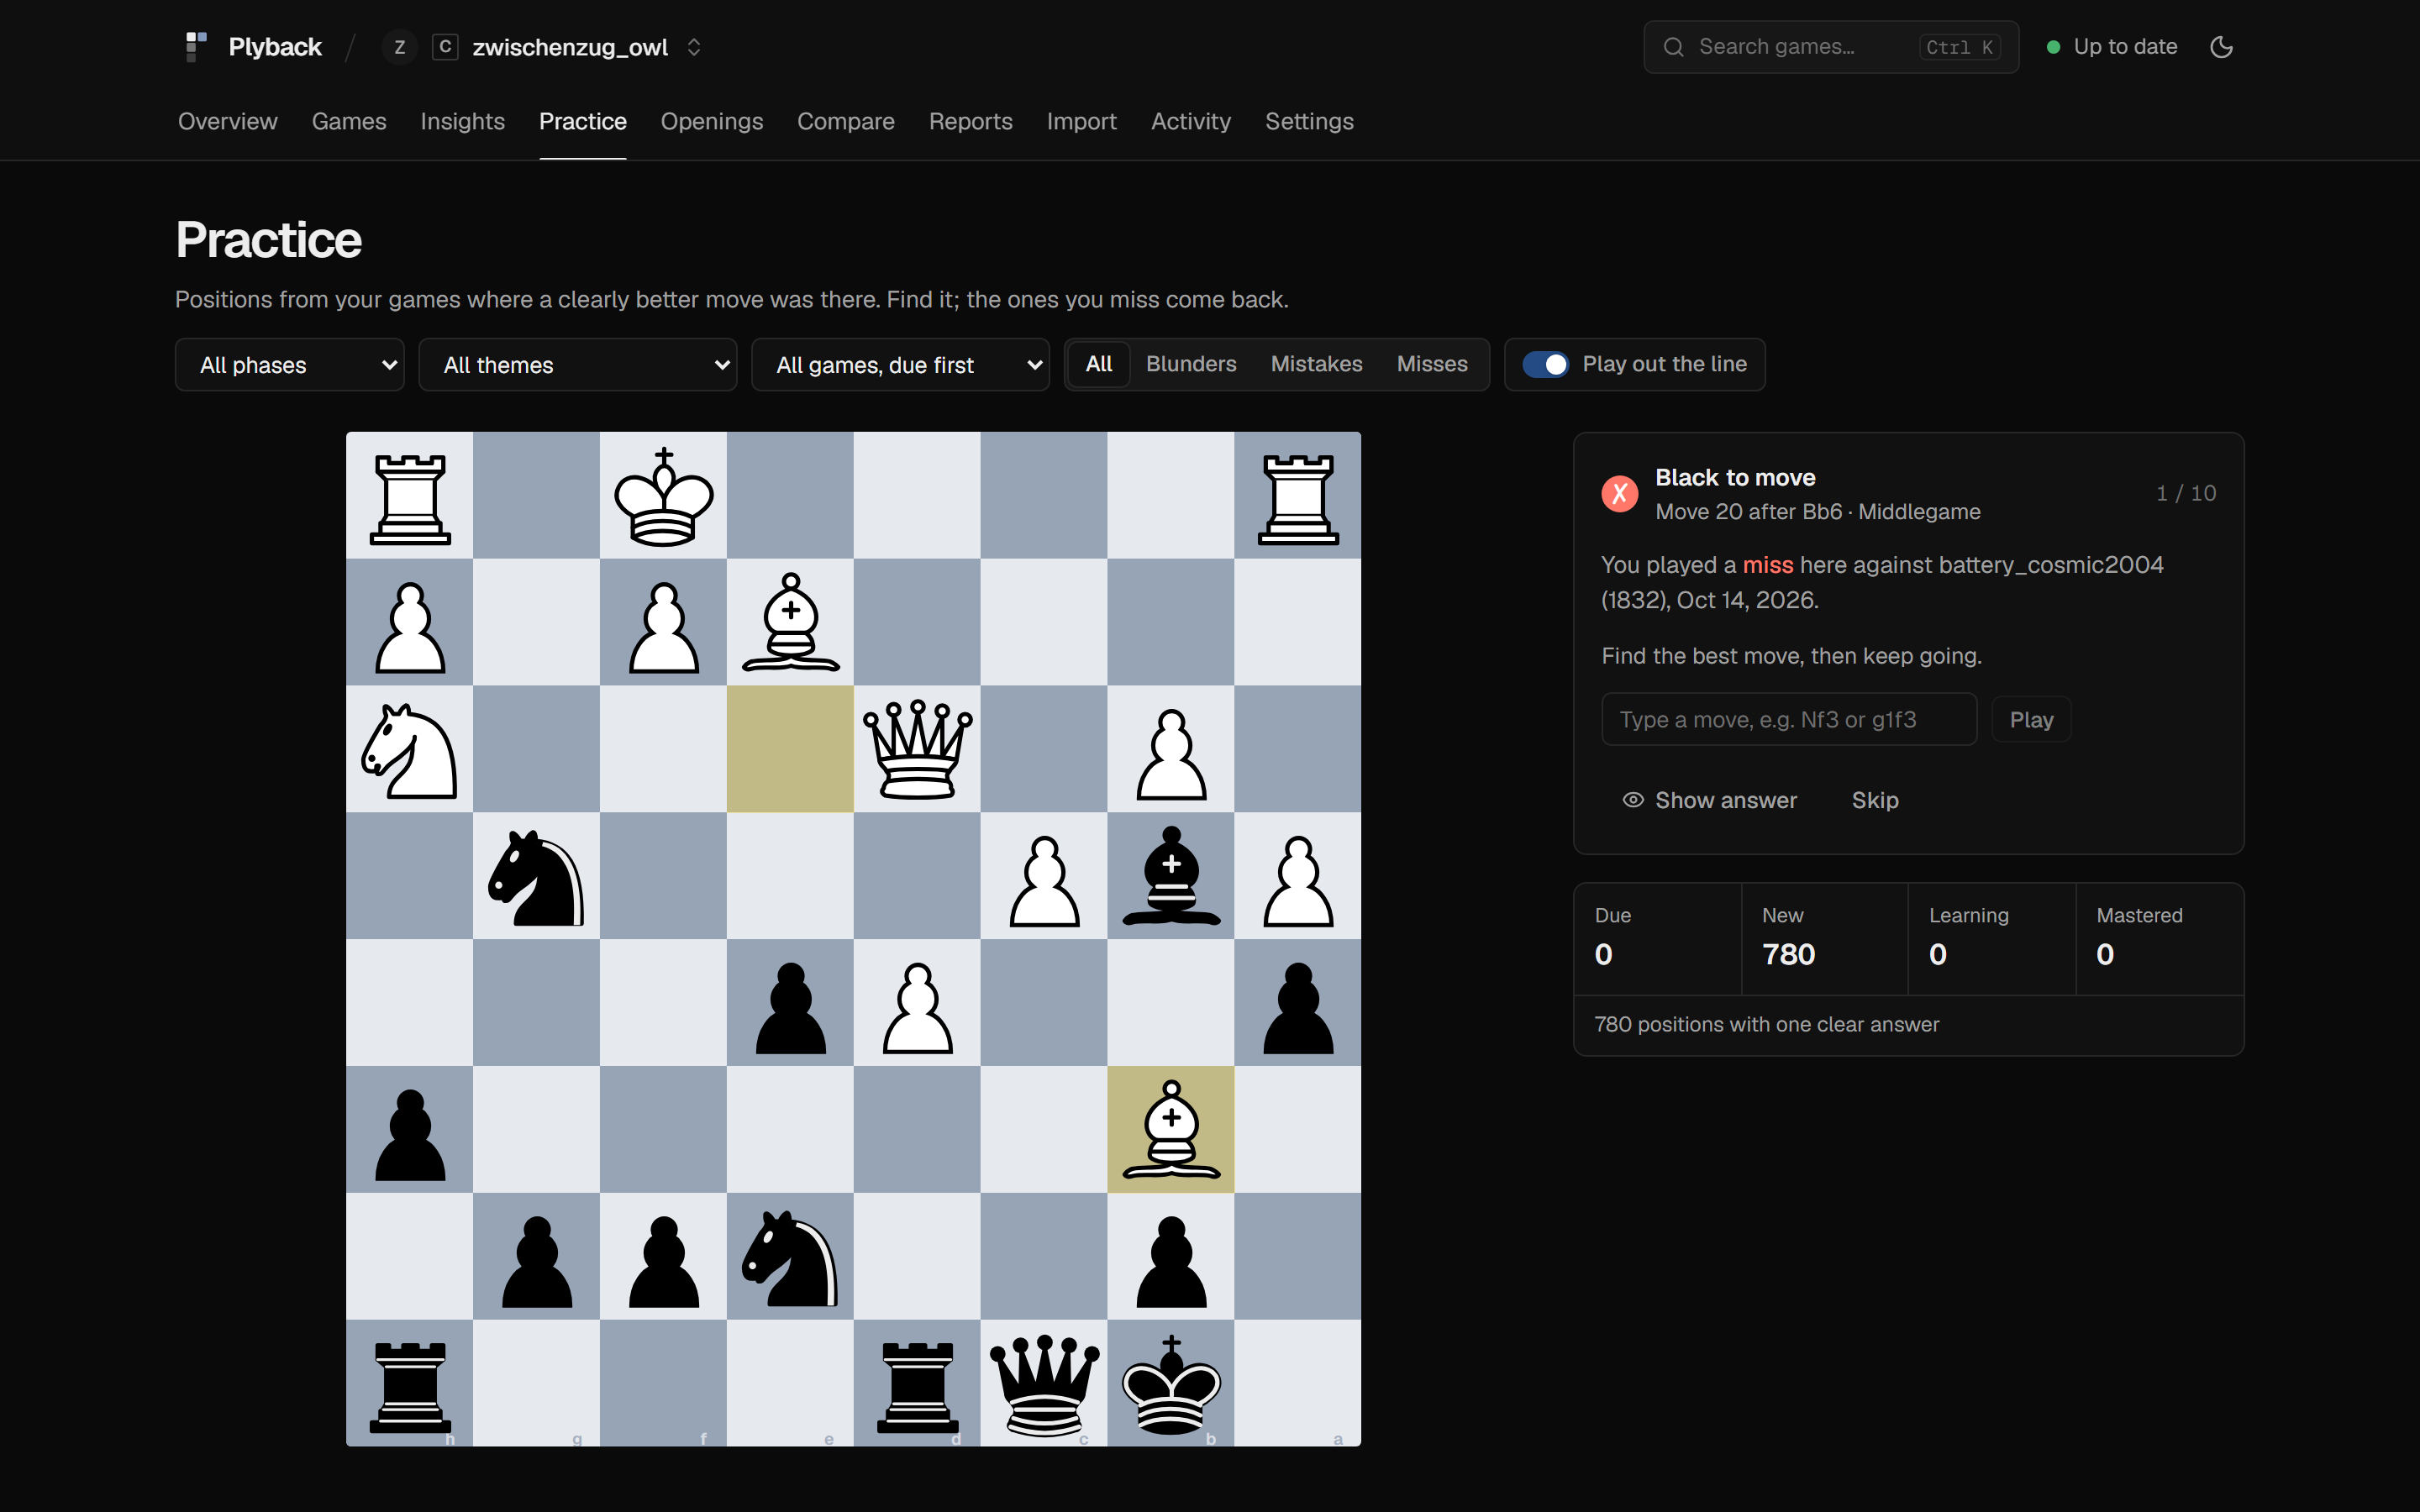 Plyback / Z C zwischenzug_owl Search games... Ctrl K Up to date
Overview Games Insights Practice Openings Compare Reports Import Activity Settings
Practice
Positions from your games where a clearly better move was there. Find it; the ones you miss come back.
All phases All themes All games, due first All Blunders Mistakes Misses Play out the line
Black to move
Move 20 after Bb6 · Middlegame
1 / 10
You played a miss here against battery_cosmic2004
(1832), Oct 14, 2026.
Find the best move, then keep going.
Type a move, e.g. Nf3 or g1f3 Play
Show answer Skip
Due New Learning Mastered
0 780 0 0
780 positions with one clear answer
h g f e d c b a